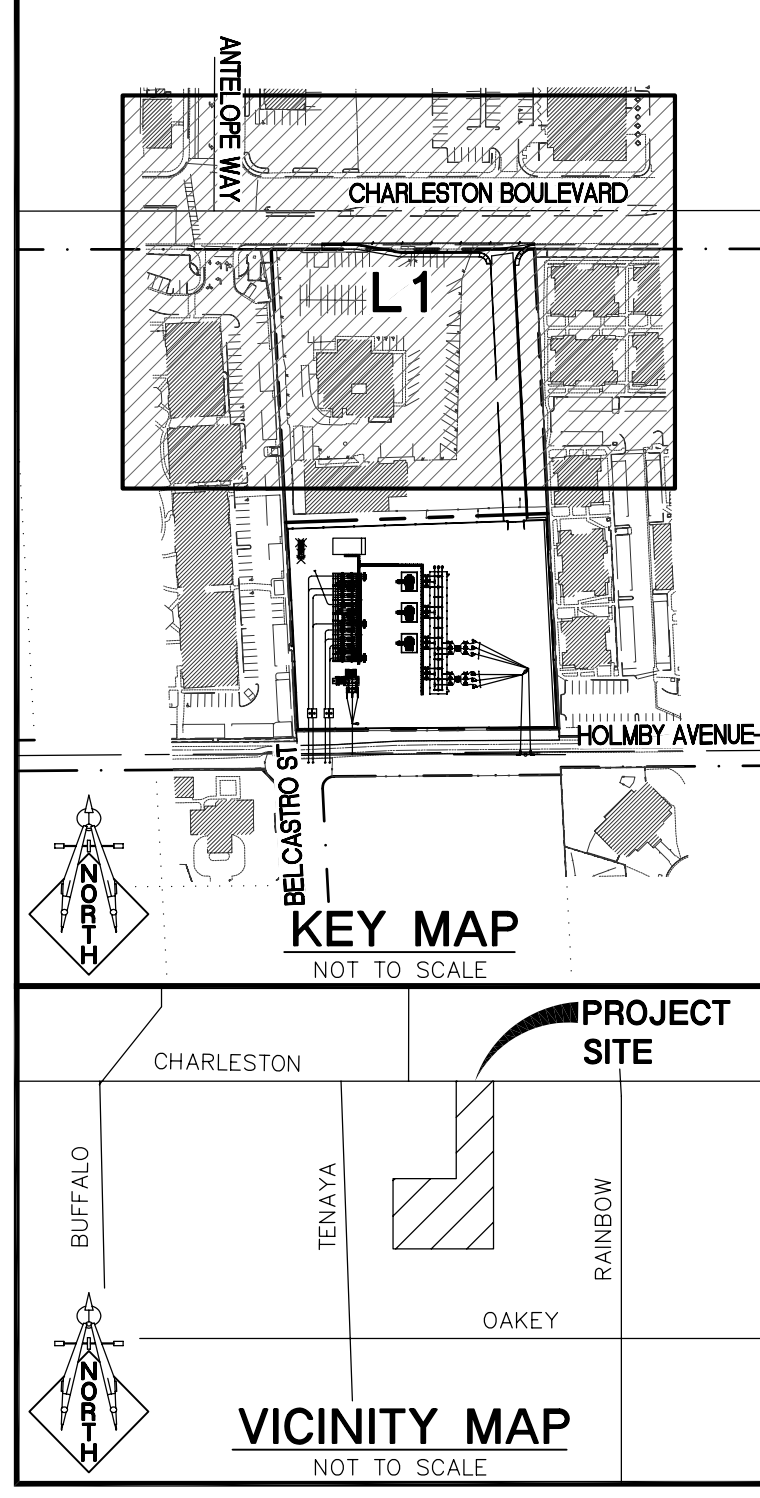 ANTELOPE WAY
CHARLESTON BOULEVARD
L1
HOLMBY AVENUE
BELCASTRO ST
NORTH
KEY MAP
NOT TO SCALE
PROJECT
SITE
CHARLESTON
BUFFALO
TENAYA
RAINBOW
OAKEY
NORTH
VICINITY MAP
NOT TO SCALE